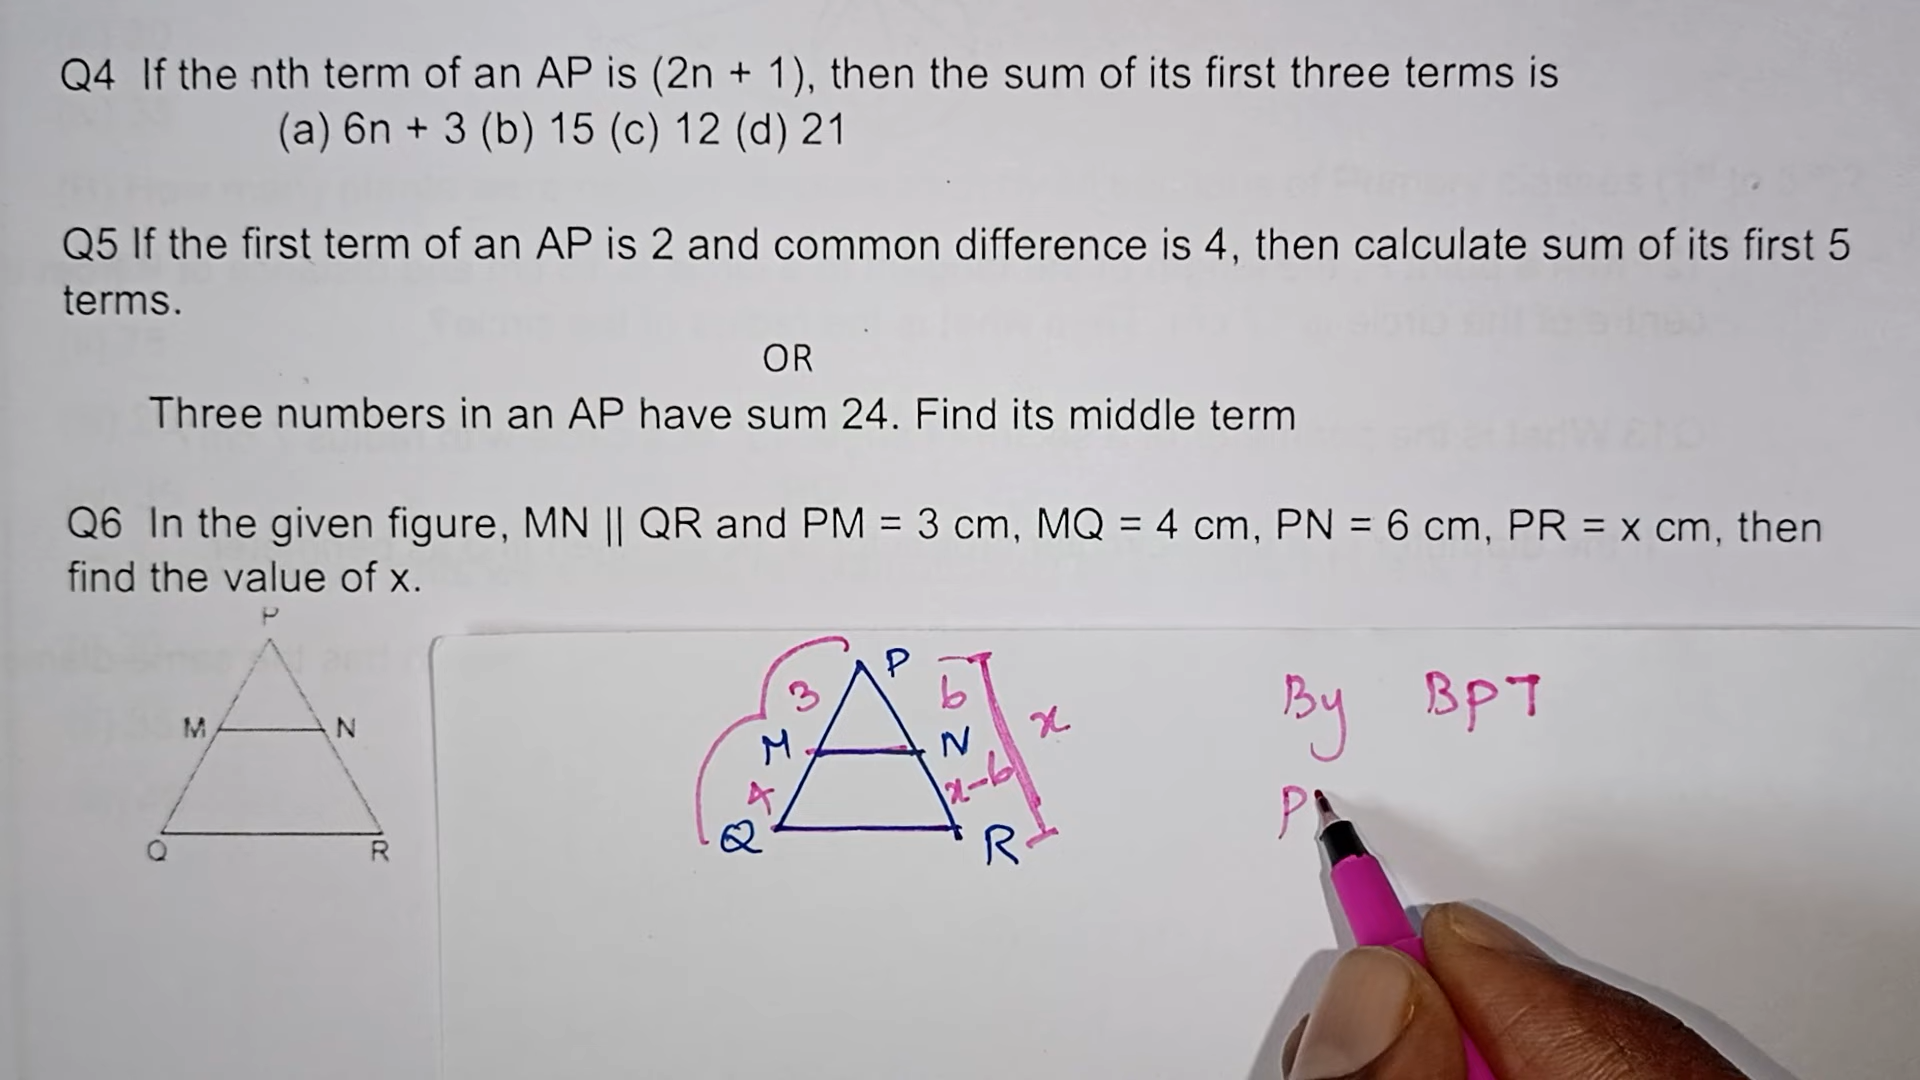 Q4 If the nth term of an AP is (2n + 1), then the sum of its first three terms is
(a) 6n + 3 (b) 15 (c) 12 (d) 21
Q5 If the first term of an AP is 2 and common difference is 4, then calculate sum of its first 5
terms.
OR
Three numbers in an AP have sum 24. Find its middle term
Q6 In the given figure, MN || QR and PM = 3 cm, MQ = 4 cm, PN = 6 cm, PR = x cm, then
find the value of x.
P
M N
Q R
P
3 6
M N x
4 x-6
Q R
By BPT
P